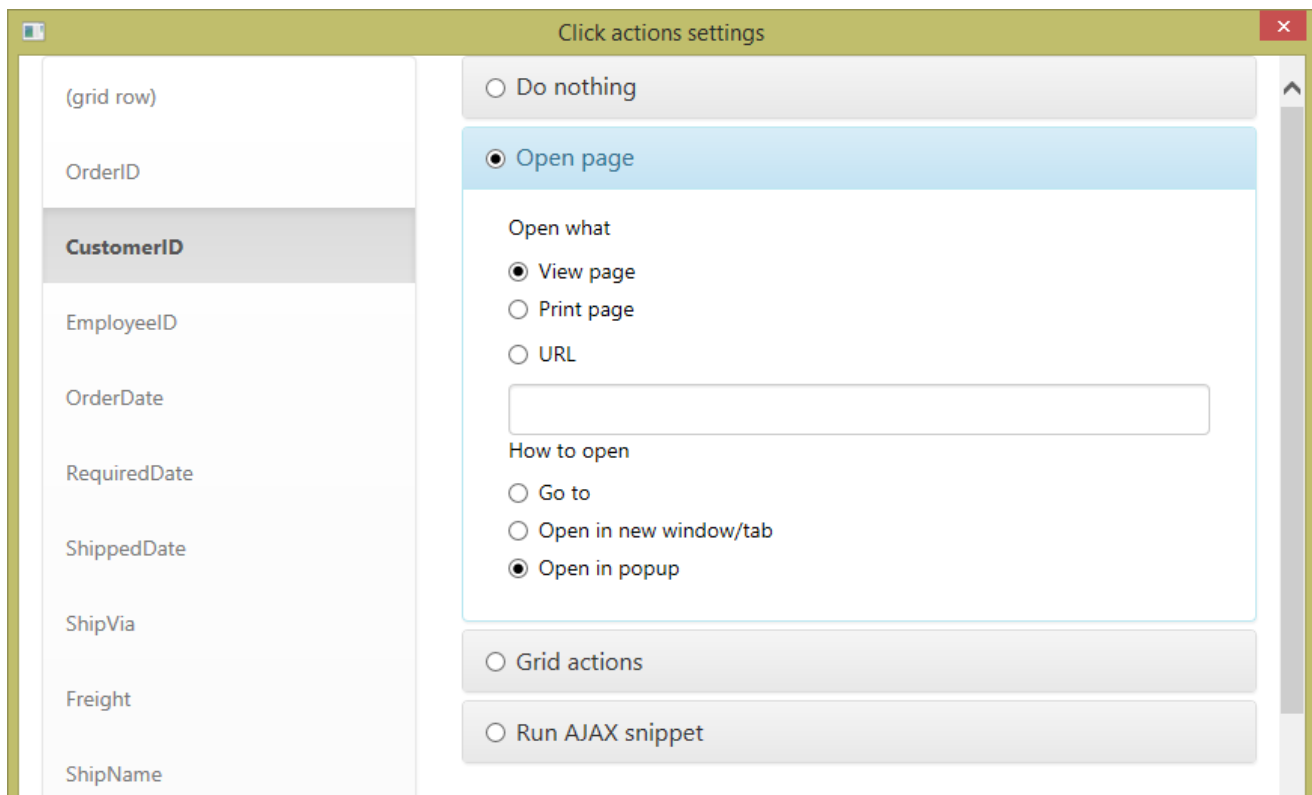 Click actions settings
(grid row)
OrderID
CustomerID
EmployeeID
OrderDate
RequiredDate
ShippedDate
ShipVia
Freight
ShipName
Do nothing
Open page
Open what
View page
Print page
URL
How to open
Go to
Open in new window/tab
Open in popup
Grid actions
Run AJAX snippet